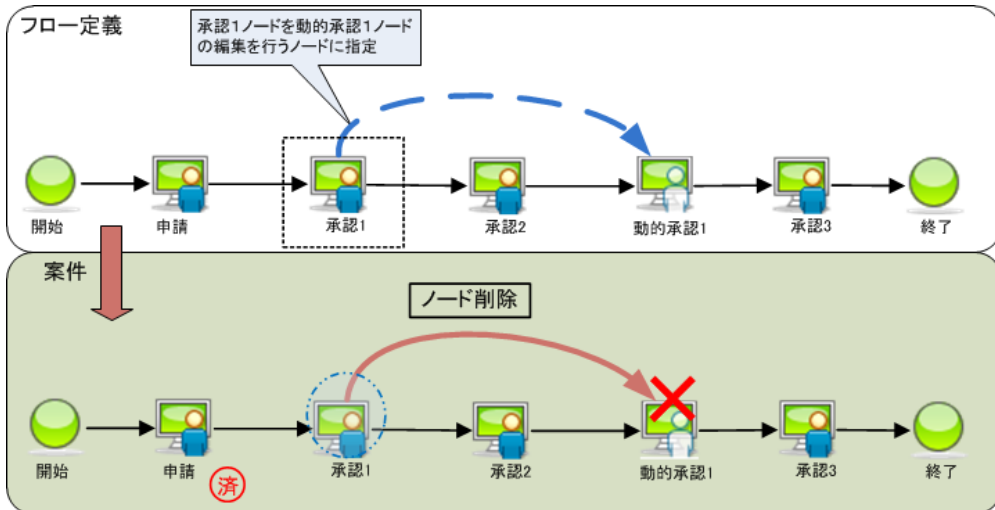 フロー定義
承認1ノードを動的承認1ノード
の編集を行うノードに指定
開始
申請
承認1
承認2
動的承認1
承認3
終了
案件
ノード削除
開始
申請
済
承認1
承認2
動的承認1
承認3
終了